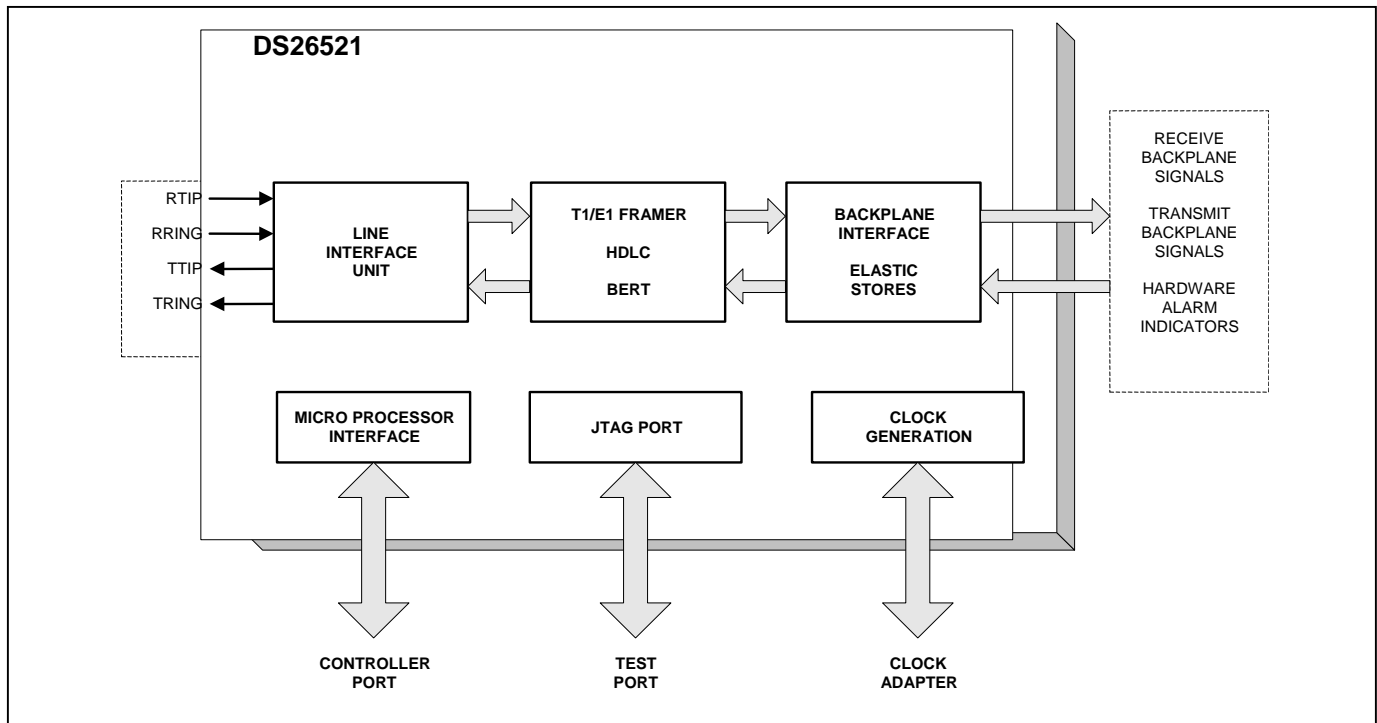 DS26521
RTIP
RRING
TTIP
TRING
LINE
INTERFACE
UNIT
T1/E1 FRAMER
HDLC
BERT
BACKPLANE
INTERFACE
ELASTIC
STORES
RECEIVE
BACKPLANE
SIGNALS
TRANSMIT
BACKPLANE
SIGNALS
HARDWARE
ALARM
INDICATORS
MICRO PROCESSOR
INTERFACE
JTAG PORT
CLOCK
GENERATION
CONTROLLER
PORT
TEST
PORT
CLOCK
ADAPTER